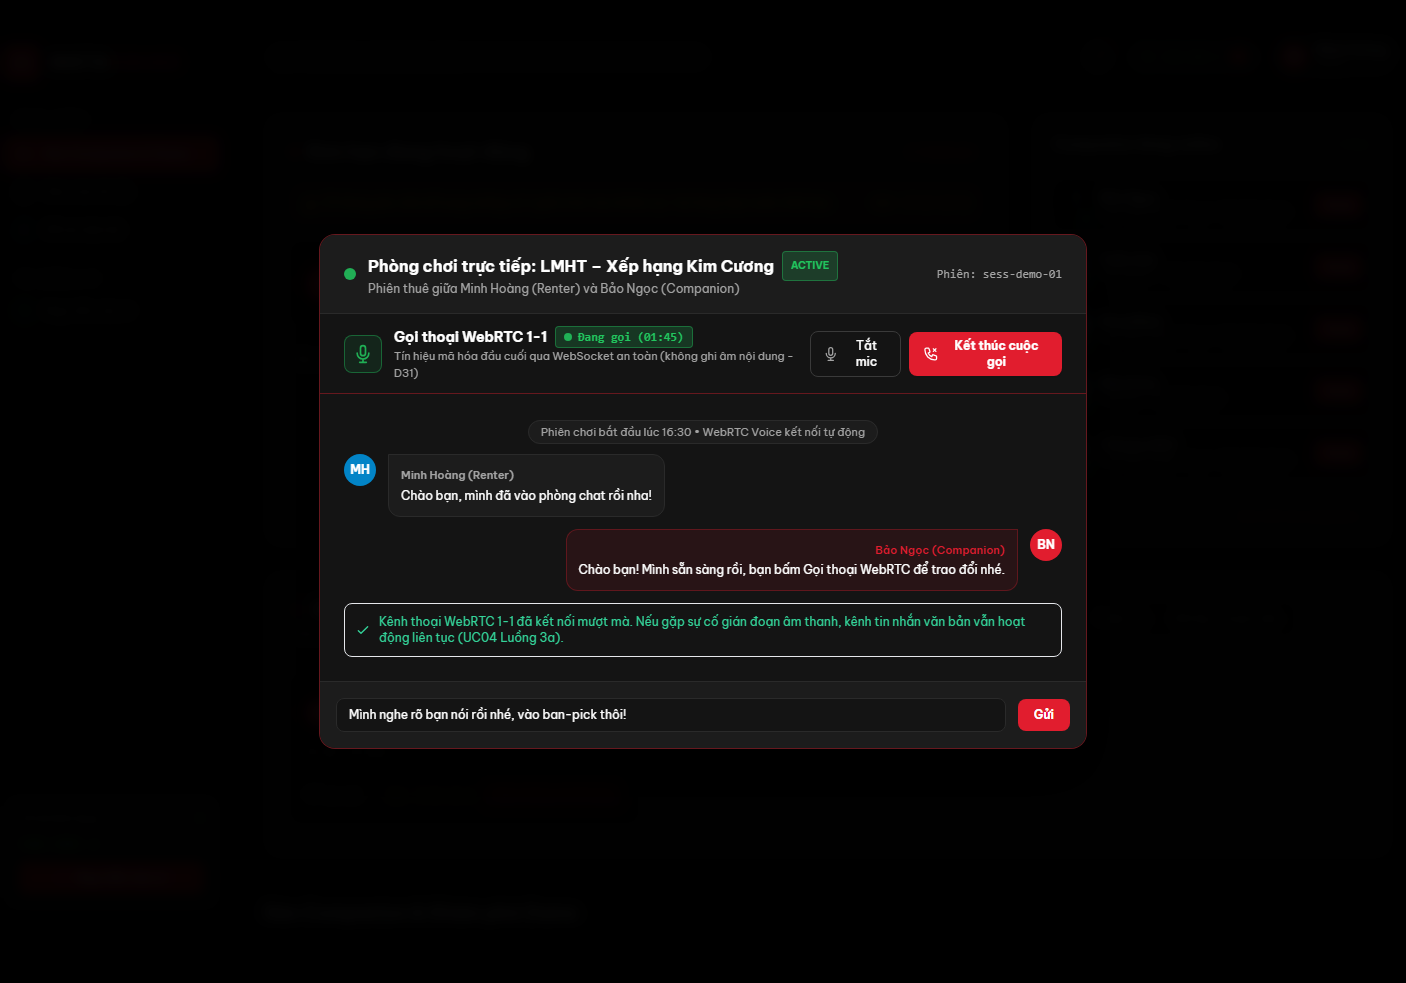 Phòng chơi trực tiếp: LMHT – Xếp hạng Kim Cương ACTIVE
Phiên thuê giữa Minh Hoàng (Renter) và Bảo Ngọc (Companion)
Phiên: sess-demo-01
Gọi thoại WebRTC 1-1 Đang gọi (01:45)
Tín hiệu mã hóa đầu cuối qua WebSocket an toàn (không ghi âm nội dung -
D31)
Tắt
mic
Kết thúc cuộc
gọi
Phiên chơi bắt đầu lúc 16:30 • WebRTC Voice kết nối tự động
MH
Minh Hoàng (Renter)
Chào bạn, mình đã vào phòng chat rồi nha!
Bảo Ngọc (Companion)
BN
Chào bạn! Mình sẵn sàng rồi, bạn bấm Gọi thoại WebRTC để trao đổi nhé.
Kênh thoại WebRTC 1-1 đã kết nối mượt mà. Nếu gặp sự cố gián đoạn âm thanh, kênh tin nhắn văn bản vẫn hoạt
động liên tục (UC04 Luồng 3a).
Mình nghe rõ bạn nói rồi nhé, vào ban-pick thôi!
Gửi